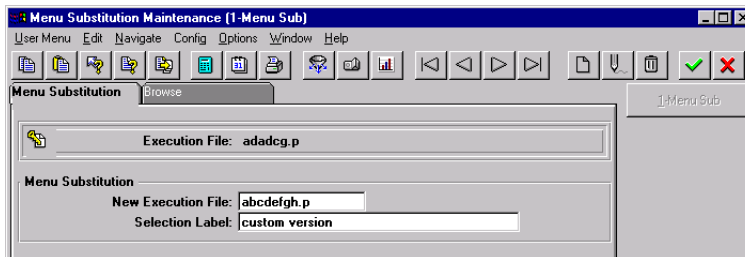 Menu Substitution Maintenance (1-Menu Sub)
User Menu Edit Navigate Config Options Window Help
Menu Substitution Browse
1-Menu Sub
Execution File: adadcg.p
Menu Substitution
New Execution File: abcdefgh.p
Selection Label: custom version